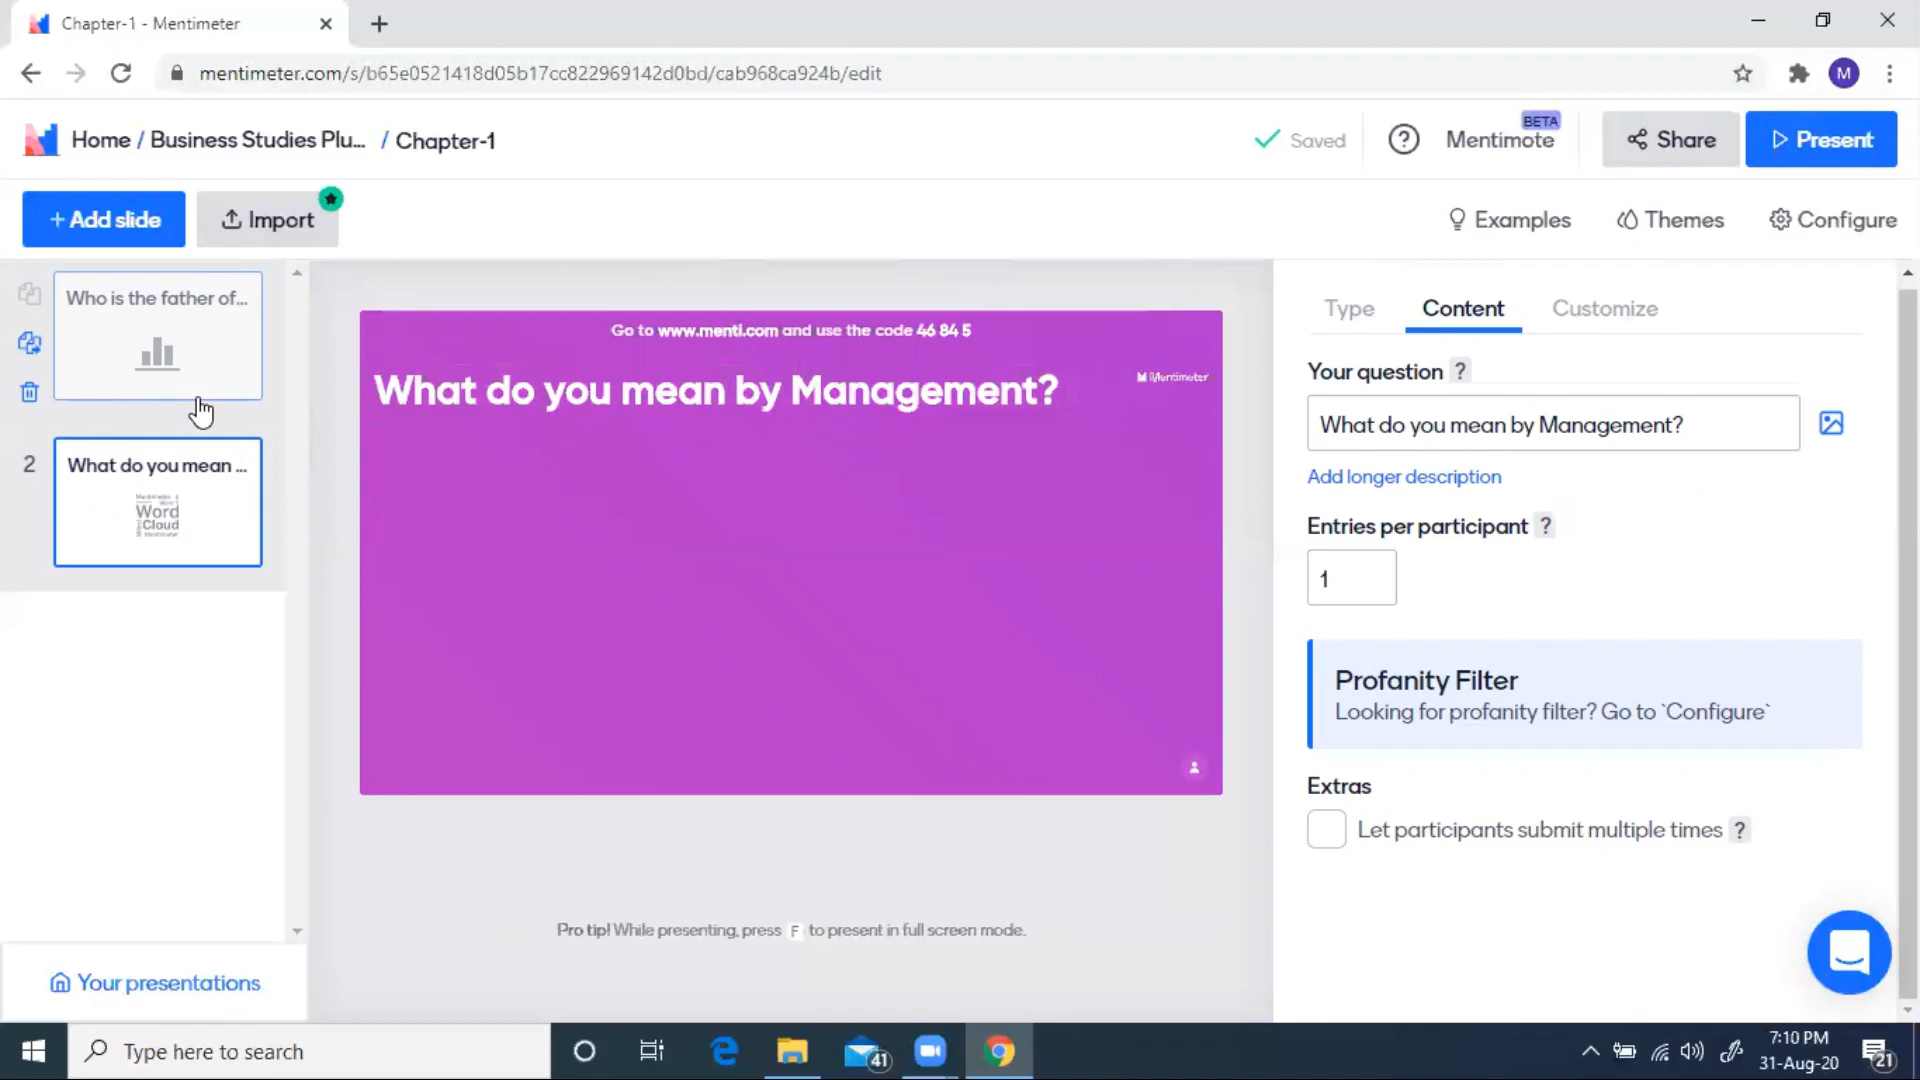 Chapter-1 - Mentimeter
mentimeter.com/s/b65e0521418d05b17cc822969142d0bd/cab968ca924b/edit
M
Home / Business Studies Plu... / Chapter-1
Saved
Mentimote
BETA
Share
Present
+ Add slide
Import
Examples
Themes
Configure
Who is the father of...
2
What do you mean ...
Word
Cloud
Your presentations
Go to www.menti.com and use the code 46 84 5
What do you mean by Management?
Mentimeter
Pro tip! While presenting, press F to present in full screen mode.
Type
Content
Customize
Your question ?
What do you mean by Management?
Add longer description
Entries per participant ?
1
Profanity Filter
Looking for profanity filter? Go to `Configure`
Extras
Let participants submit multiple times ?
Type here to search
41
7:10 PM
31-Aug-20
21